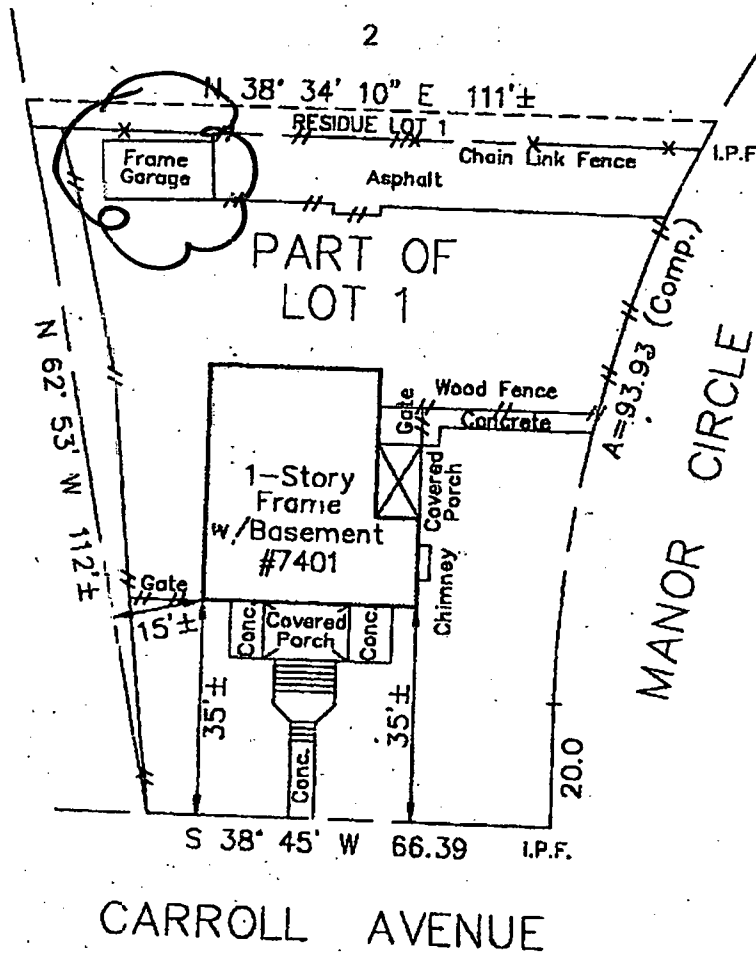 2
N 38° 34' 10" E 111'±
RESIDUE LOT 1
Chain Link Fence
I.P.F.
Frame
Garage
Asphalt
PART OF
LOT 1
A=93.93 (Comp.)
MANOR CIRCLE
N 62° 53' W 112'±
Wood Fence
Gate
Concrete
Covered
Porch
1-Story
Frame
w/Basement
#7401
Chimney
Gate
15'±
Conc.
Covered
Porch
Conc.
35'±
35'±
Conc.
20.0
S 38° 45' W 66.39 I.P.F.
CARROLL AVENUE